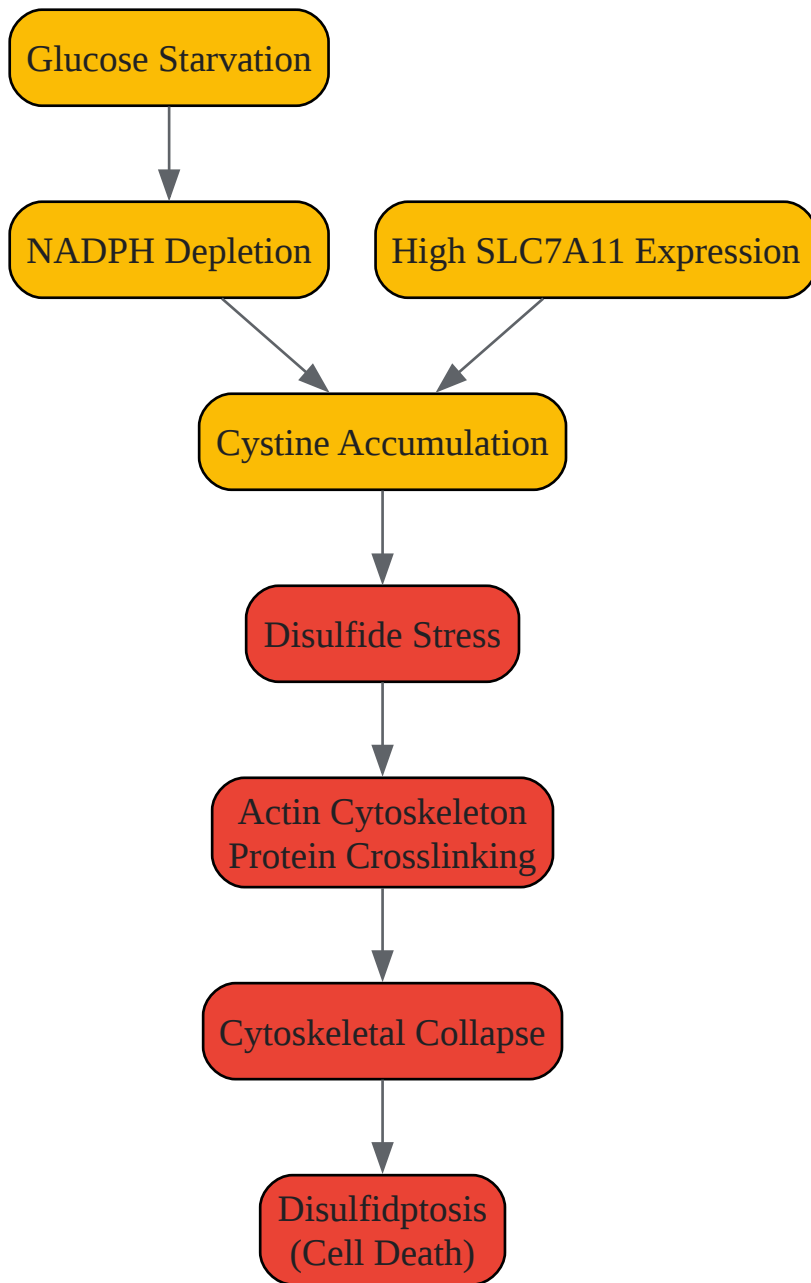 Glucose Starvation
NADPH Depletion
High SLC7A11 Expression
Cystine Accumulation
Disulfide Stress
Actin Cytoskeleton
Protein Crosslinking
Cytoskeletal Collapse
Disulfidptosis
(Cell Death)